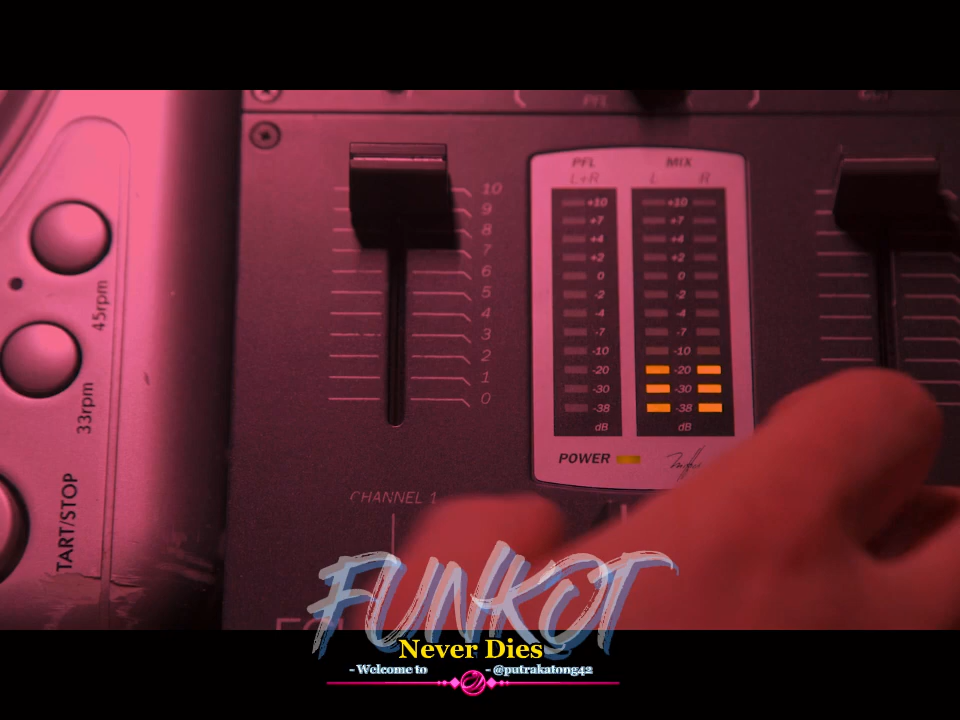 PFL
PFL MIX
L+R L R
10
9
8
7
6
5
4
3
2
1
0
+10 +10
+7 +7
+4 +4
+2 +2
0 0
-2 -2
-4 -4
-7 -7
-10 -10
-20 -20
-30 -30
-38 -38
dB dB
POWER
45rpm
33rpm
TART/STOP
CHANNEL 1
FUNKOT
Never Dies
- Welcome to - @putrakatong42